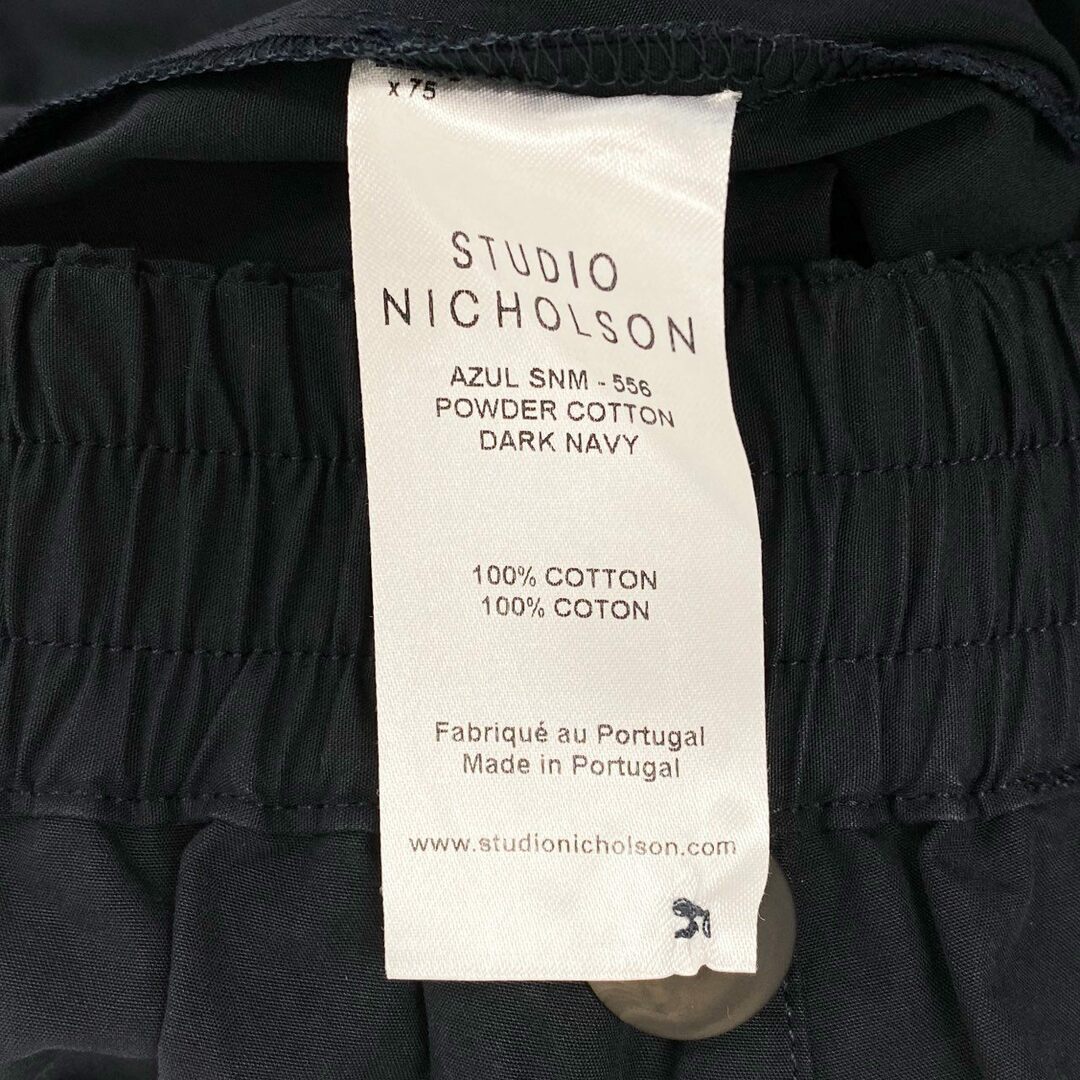 x 75
STUDIO
NICHOLSON
AZUL SNM - 556
POWDER COTTON
DARK NAVY
100% COTTON
100% COTON
Fabriqué au Portugal
Made in Portugal
www.studionicholson.com